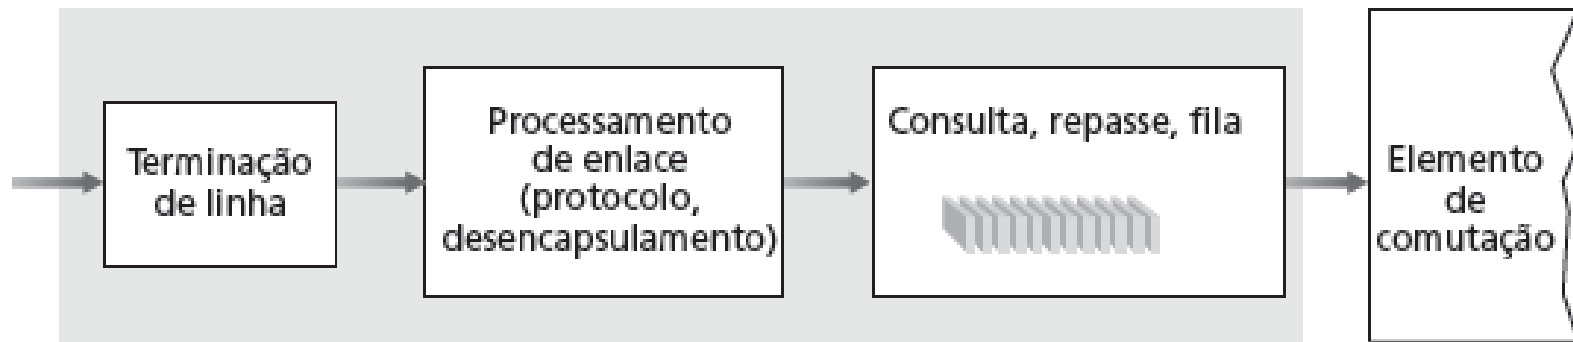 Terminação
de linha
Processamento
de enlace
(protocolo,
desencapsulamento)
Consulta, repasse, fila
Elemento
de
comutação